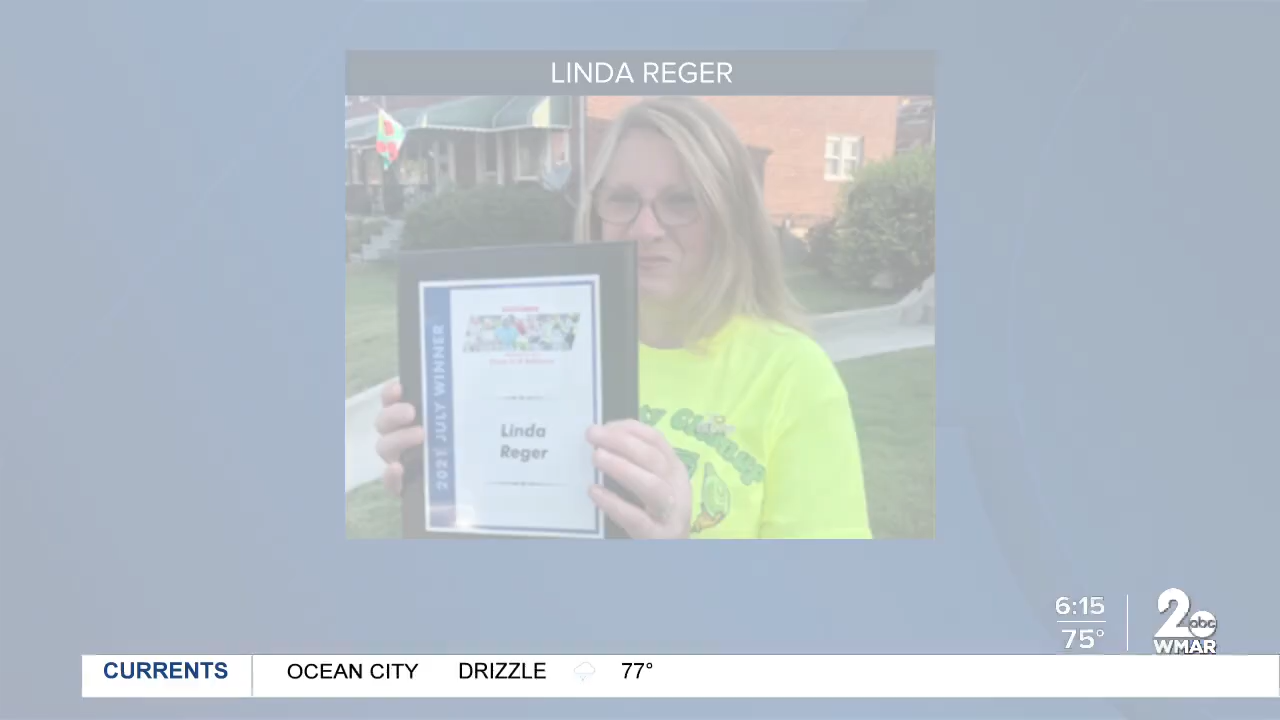 LINDA REGER
2021 JULY WINNER
Linda
Reger
6:15
75°
2 abc
WMAR
CURRENTS OCEAN CITY DRIZZLE 77°